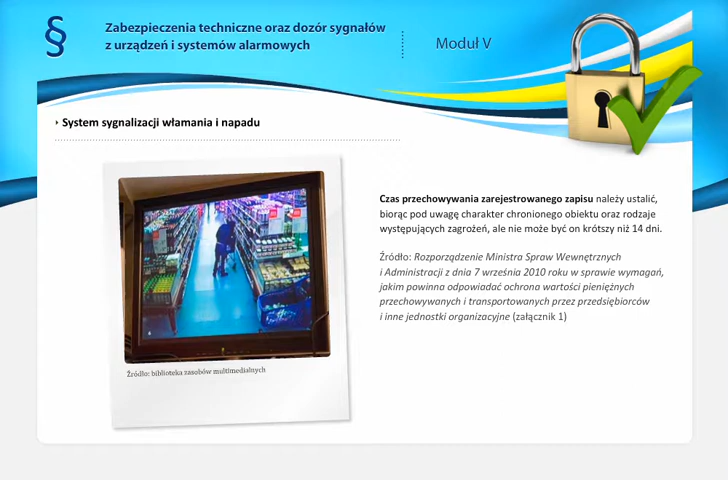 §
Zabezpieczenia techniczne oraz dozór sygnałów
z urządzeń i systemów alarmowych
Moduł V
System sygnalizacji włamania i napadu
Czas przechowywania zarejestrowanego zapisu należy ustalić,
biorąc pod uwagę charakter chronionego obiektu oraz rodzaje
występujących zagrożeń, ale nie może być on krótszy niż 14 dni.
Źródło: Rozporządzenie Ministra Spraw Wewnętrznych
i Administracji z dnia 7 września 2010 roku w sprawie wymagań,
jakim powinna odpowiadać ochrona wartości pieniężnych
przechowywanych i transportowanych przez przedsiębiorców
i inne jednostki organizacyjne (załącznik 1)
Źródło: biblioteka zasobów multimedialnych